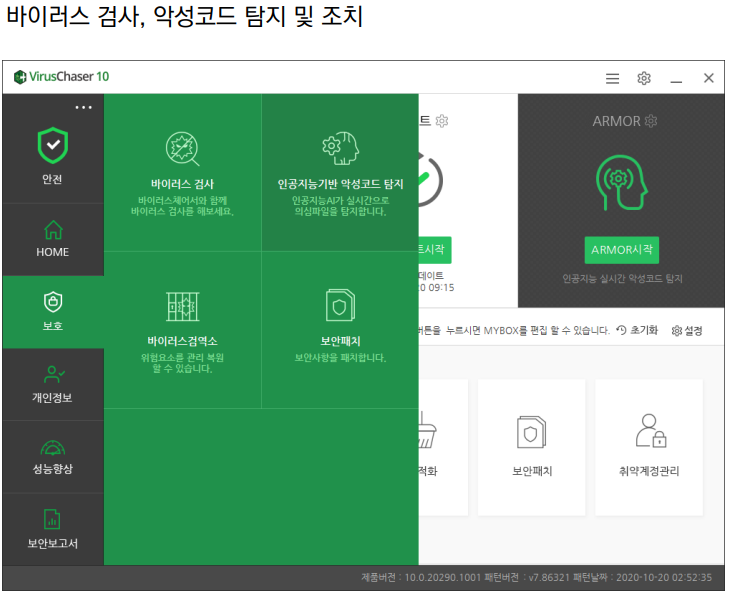 바이러스 검사, 악성코드 탐지 및 조치
VirusChaser 10
안전
HOME
보호
개인정보
성능향상
보안보고서
바이러스 검사
바이러스체이서와 함께
바이러스 검사를 해보세요.
인공지능기반 악성코드 탐지
인공지능AI가 실시간으로
의심파일을 탐지합니다.
바이러스검역소
위험요소를 관리 복원
할 수 있습니다.
보안패치
보안사항을 패치합니다.
트
트시작
데이트
0 09:15
ARMOR
ARMOR시작
인공지능 실시간 악성코드 탐지
버튼을 누르시면 MYBOX를 편집 할 수 있습니다.
초기화
설정
적화
보안패치
취약계정관리
제품버전 : 10.0.20290.1001 패턴버전 : v7.86321 패턴날짜 : 2020-10-20 02:52:35